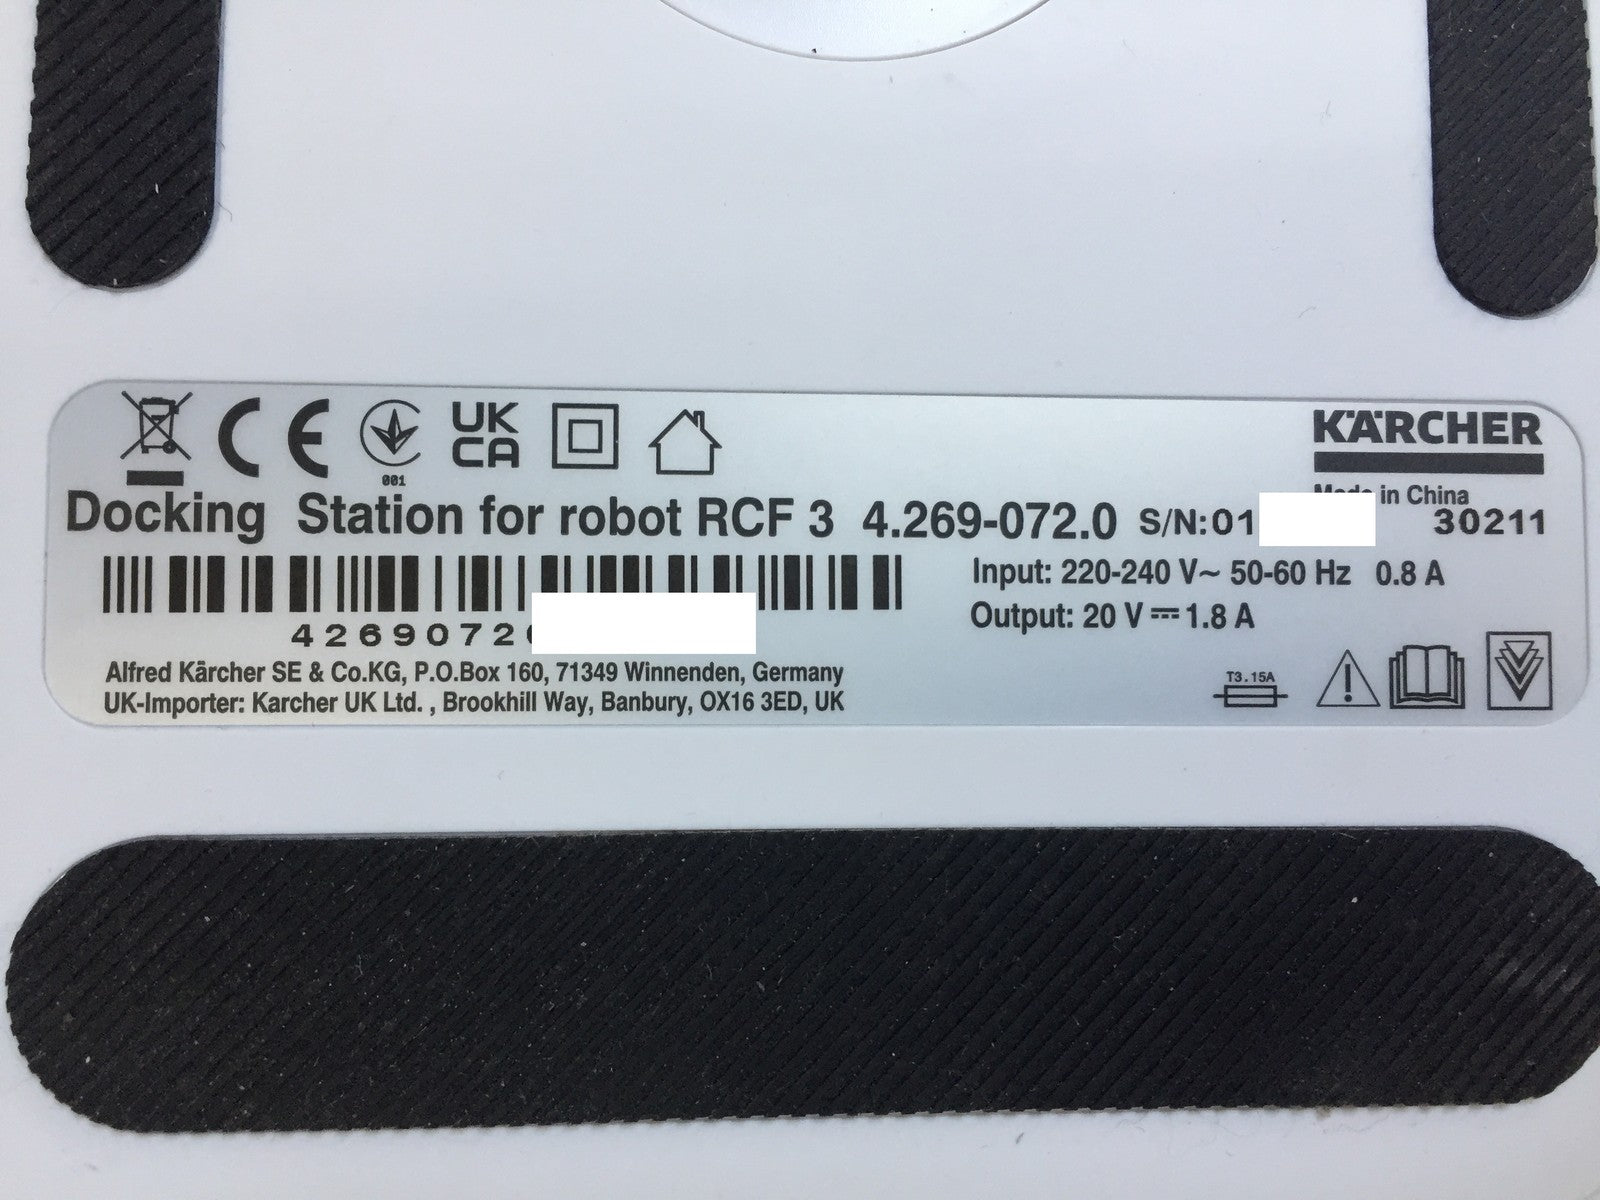 001
UK
CA
KÄRCHER
Made in China
Docking Station for robot RCF 3 4.269-072.0 S/N:01 30211
Input: 220-240 V~ 50-60 Hz 0.8 A
4269072
Output: 20 V ⎓ 1.8 A
Alfred Kärcher SE & Co.KG, P.O.Box 160, 71349 Winnenden, Germany
UK-Importer: Karcher UK Ltd. , Brookhill Way, Banbury, OX16 3ED, UK
T3.15A